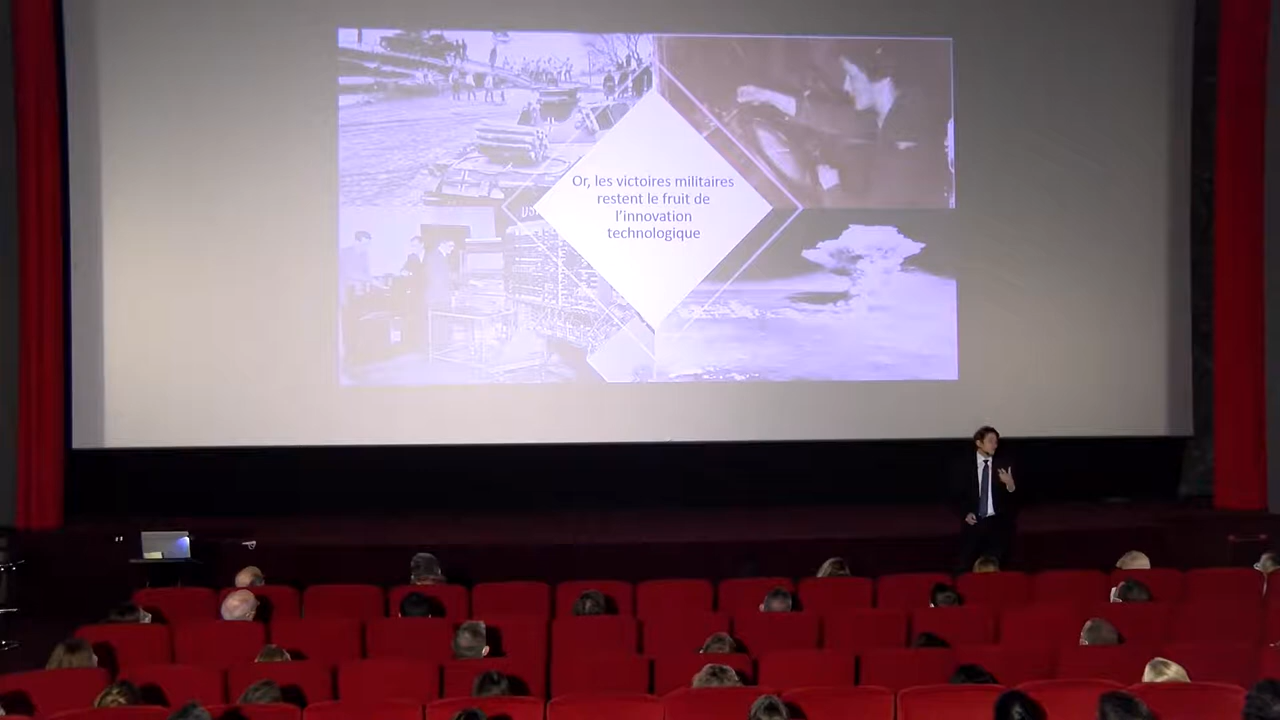 Or, les victoires militaires
restent le fruit de
l'innovation
technologique